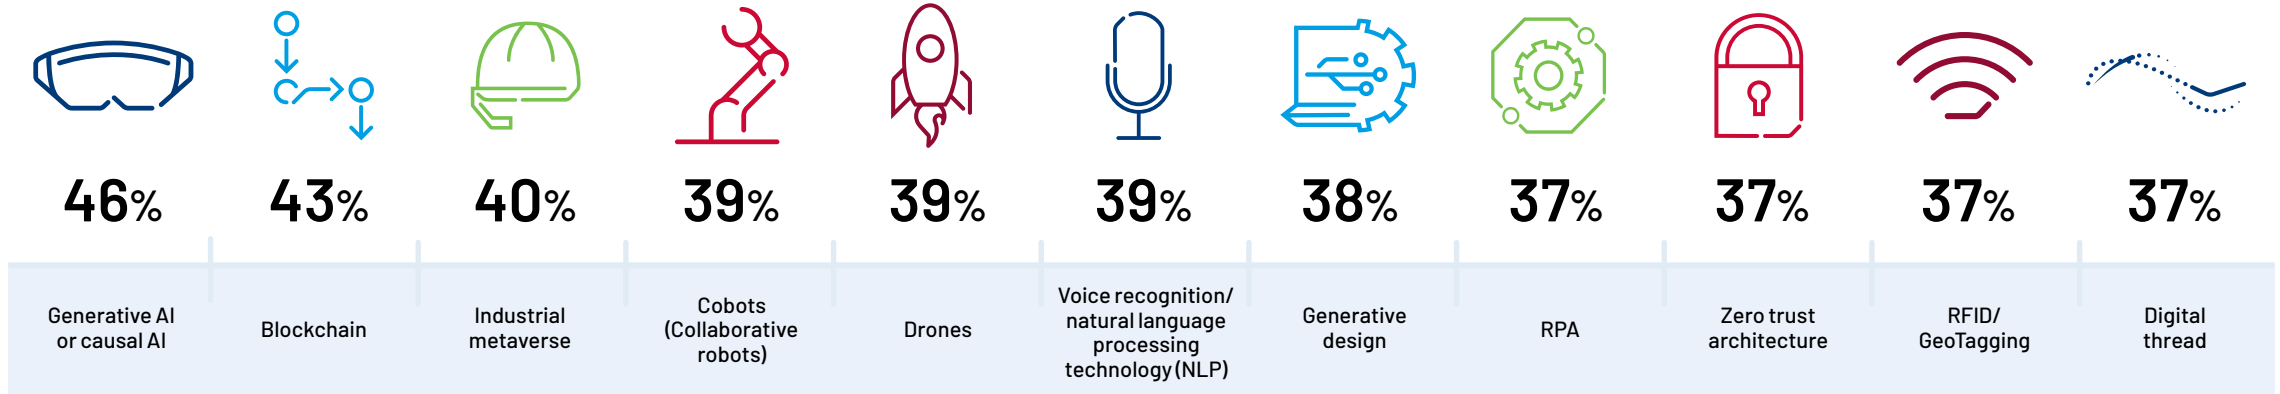 46%
43%
40%
39%
39%
39%
38%
37%
37%
37%
37%
Generative AI
or causal AI
Blockchain
Industrial
metaverse
Cobots
(Collaborative
robots)
Drones
Voice recognition/
natural language
processing
technology (NLP)
Generative
design
RPA
Zero trust
architecture
RFID/
GeoTagging
Digital
thread